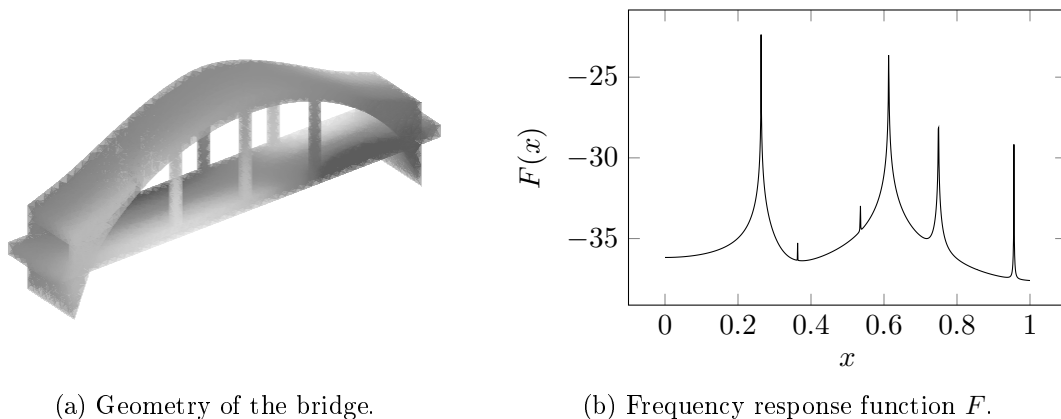 −25
−30
−35
F(x)
0 0.2 0.4 0.6 0.8 1
x
(a) Geometry of the bridge.
(b) Frequency response function F.